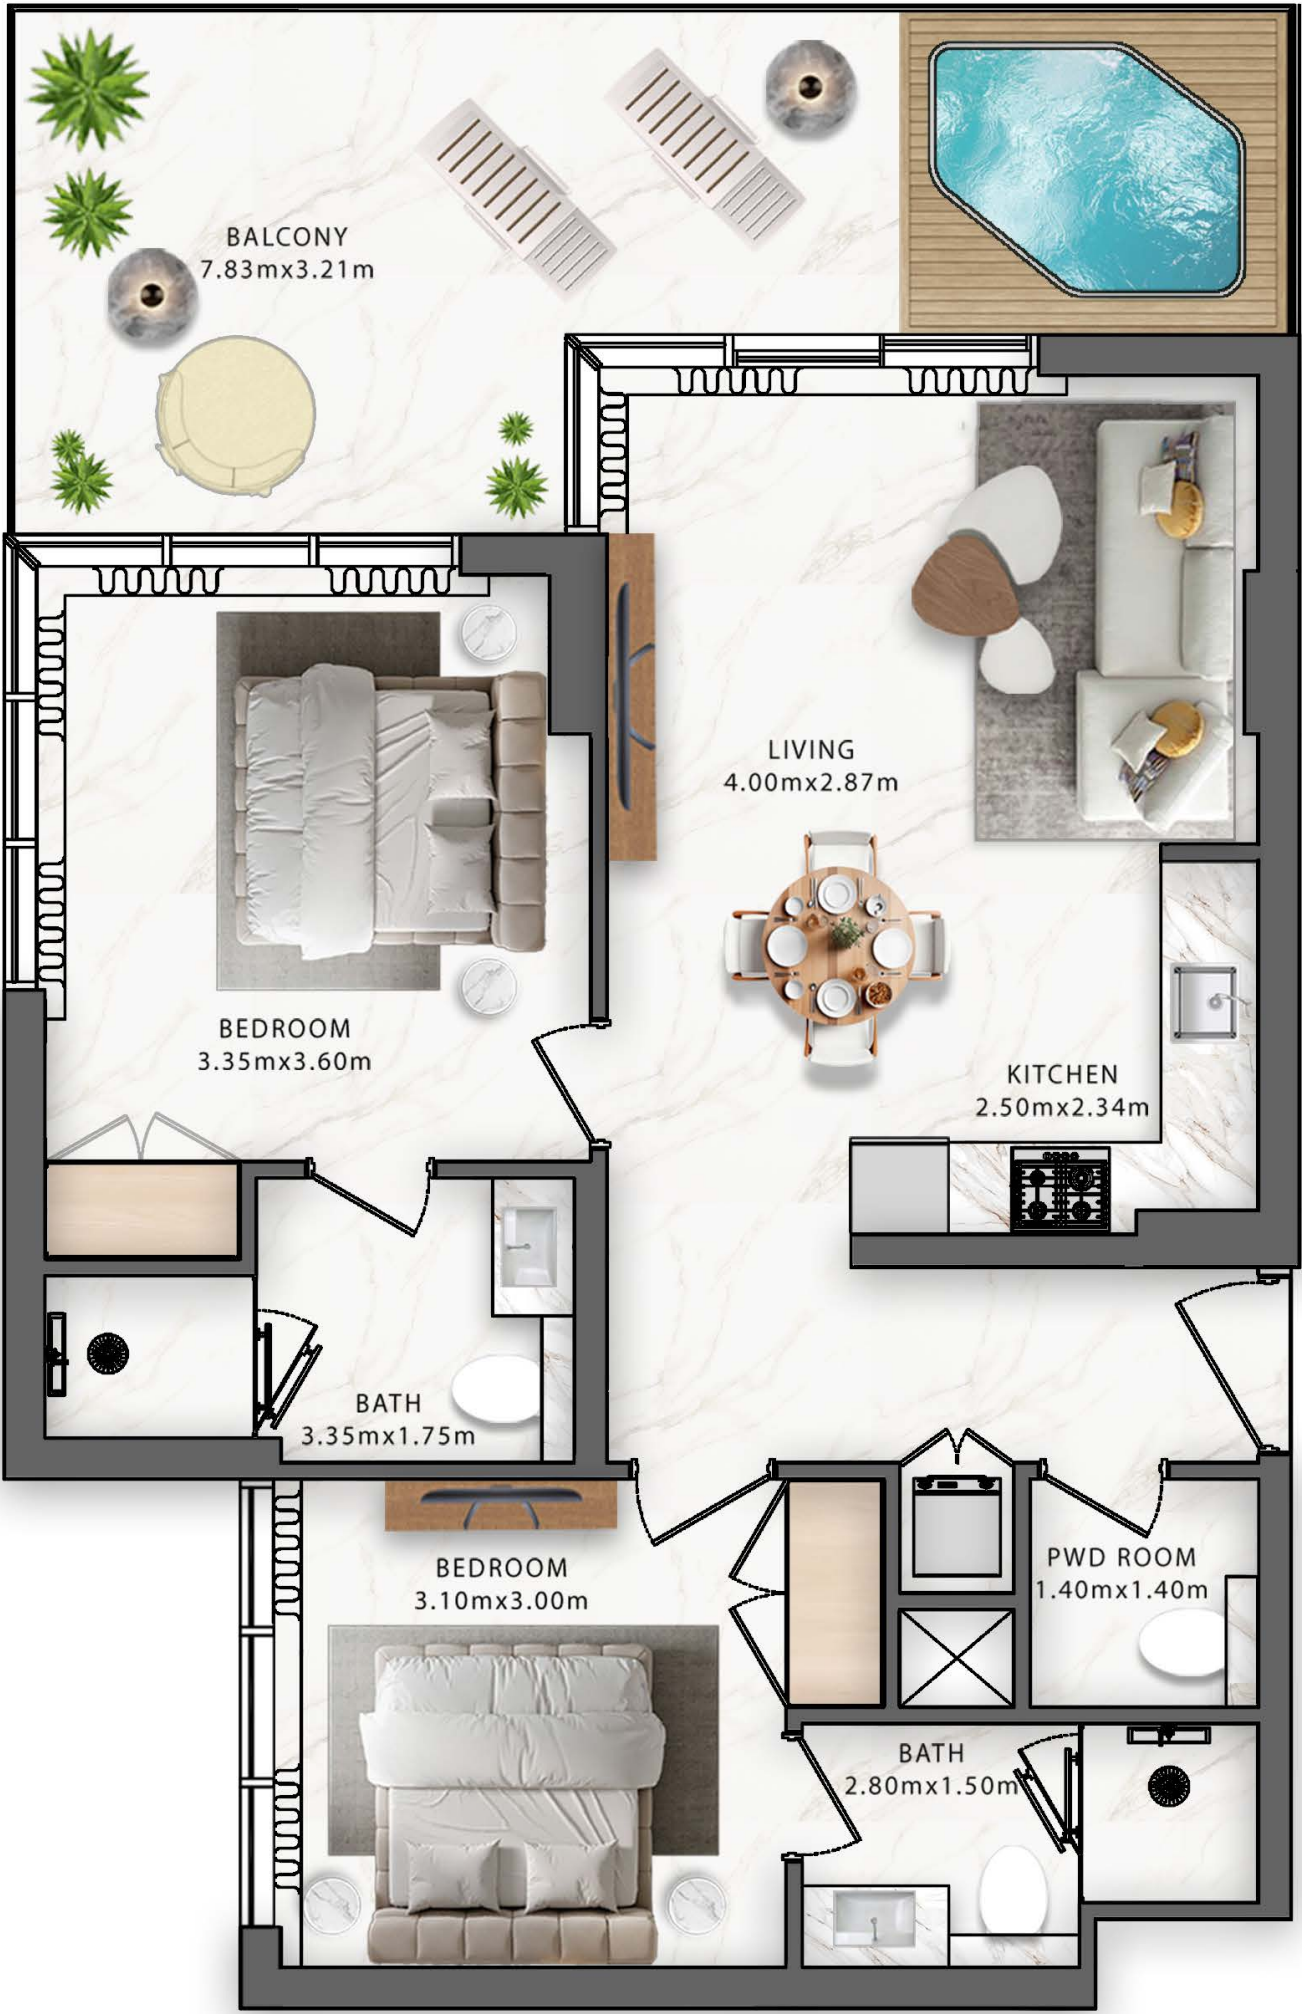 BALCONY
7.83mx3.21m
LIVING
4.00mx2.87m
BEDROOM
3.35mx3.60m
KITCHEN
2.50mx2.34m
BATH
3.35mx1.75m
BEDROOM
3.10mx3.00m
PWD ROOM
1.40mx1.40m
BATH
2.80mx1.50m